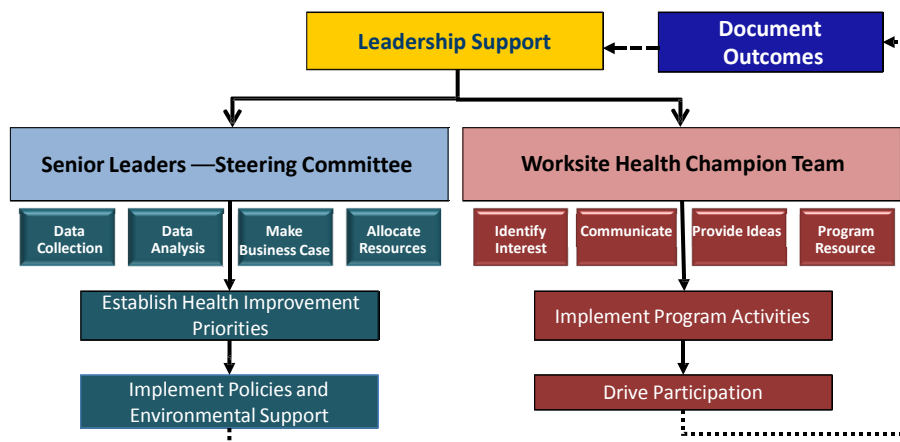 Leadership Support
Document
Outcomes
Senior Leaders —Steering Committee
Worksite Health Champion Team
Data
Collection
Data
Analysis
Make
Business Case
Allocate
Resources
Identify
Interest
Communicate
Provide Ideas
Program
Resource
Establish Health Improvement
Priorities
Implement Program Activities
Implement Policies and
Environmental Support
Drive Participation